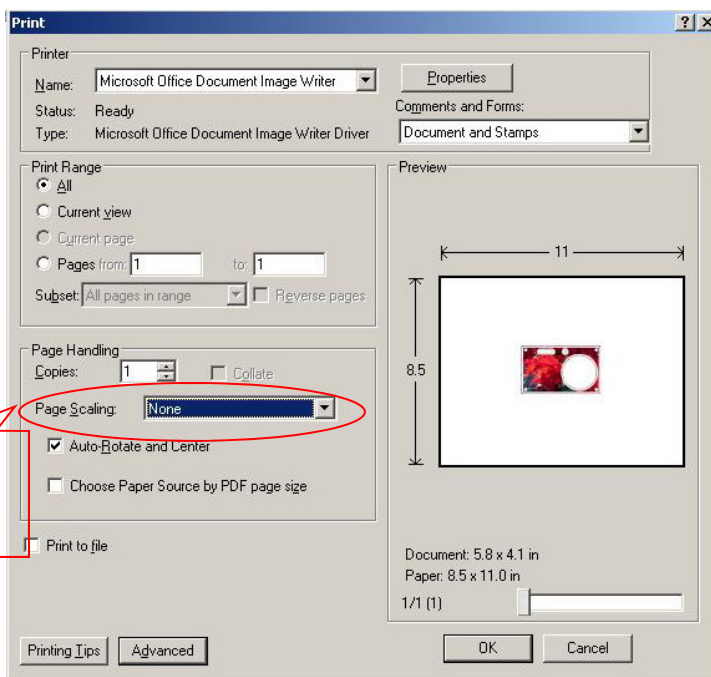 Print
Printer
Name: Microsoft Office Document Image Writer
Properties
Status: Ready
Comments and Forms:
Type: Microsoft Office Document Image Writer Driver
Document and Stamps
Print Range
All
Current view
Current page
Pages from: 1 to: 1
Subset: All pages in range Reverse pages
Page Handling
Copies: 1 Collate
Page Scaling: None
Auto-Rotate and Center
Choose Paper Source by PDF page size
Print to file
Preview
11
8.5
Document: 5.8 x 4.1 in
Paper: 8.5 x 11.0 in
1/1 (1)
Printing Tips Advanced OK Cancel